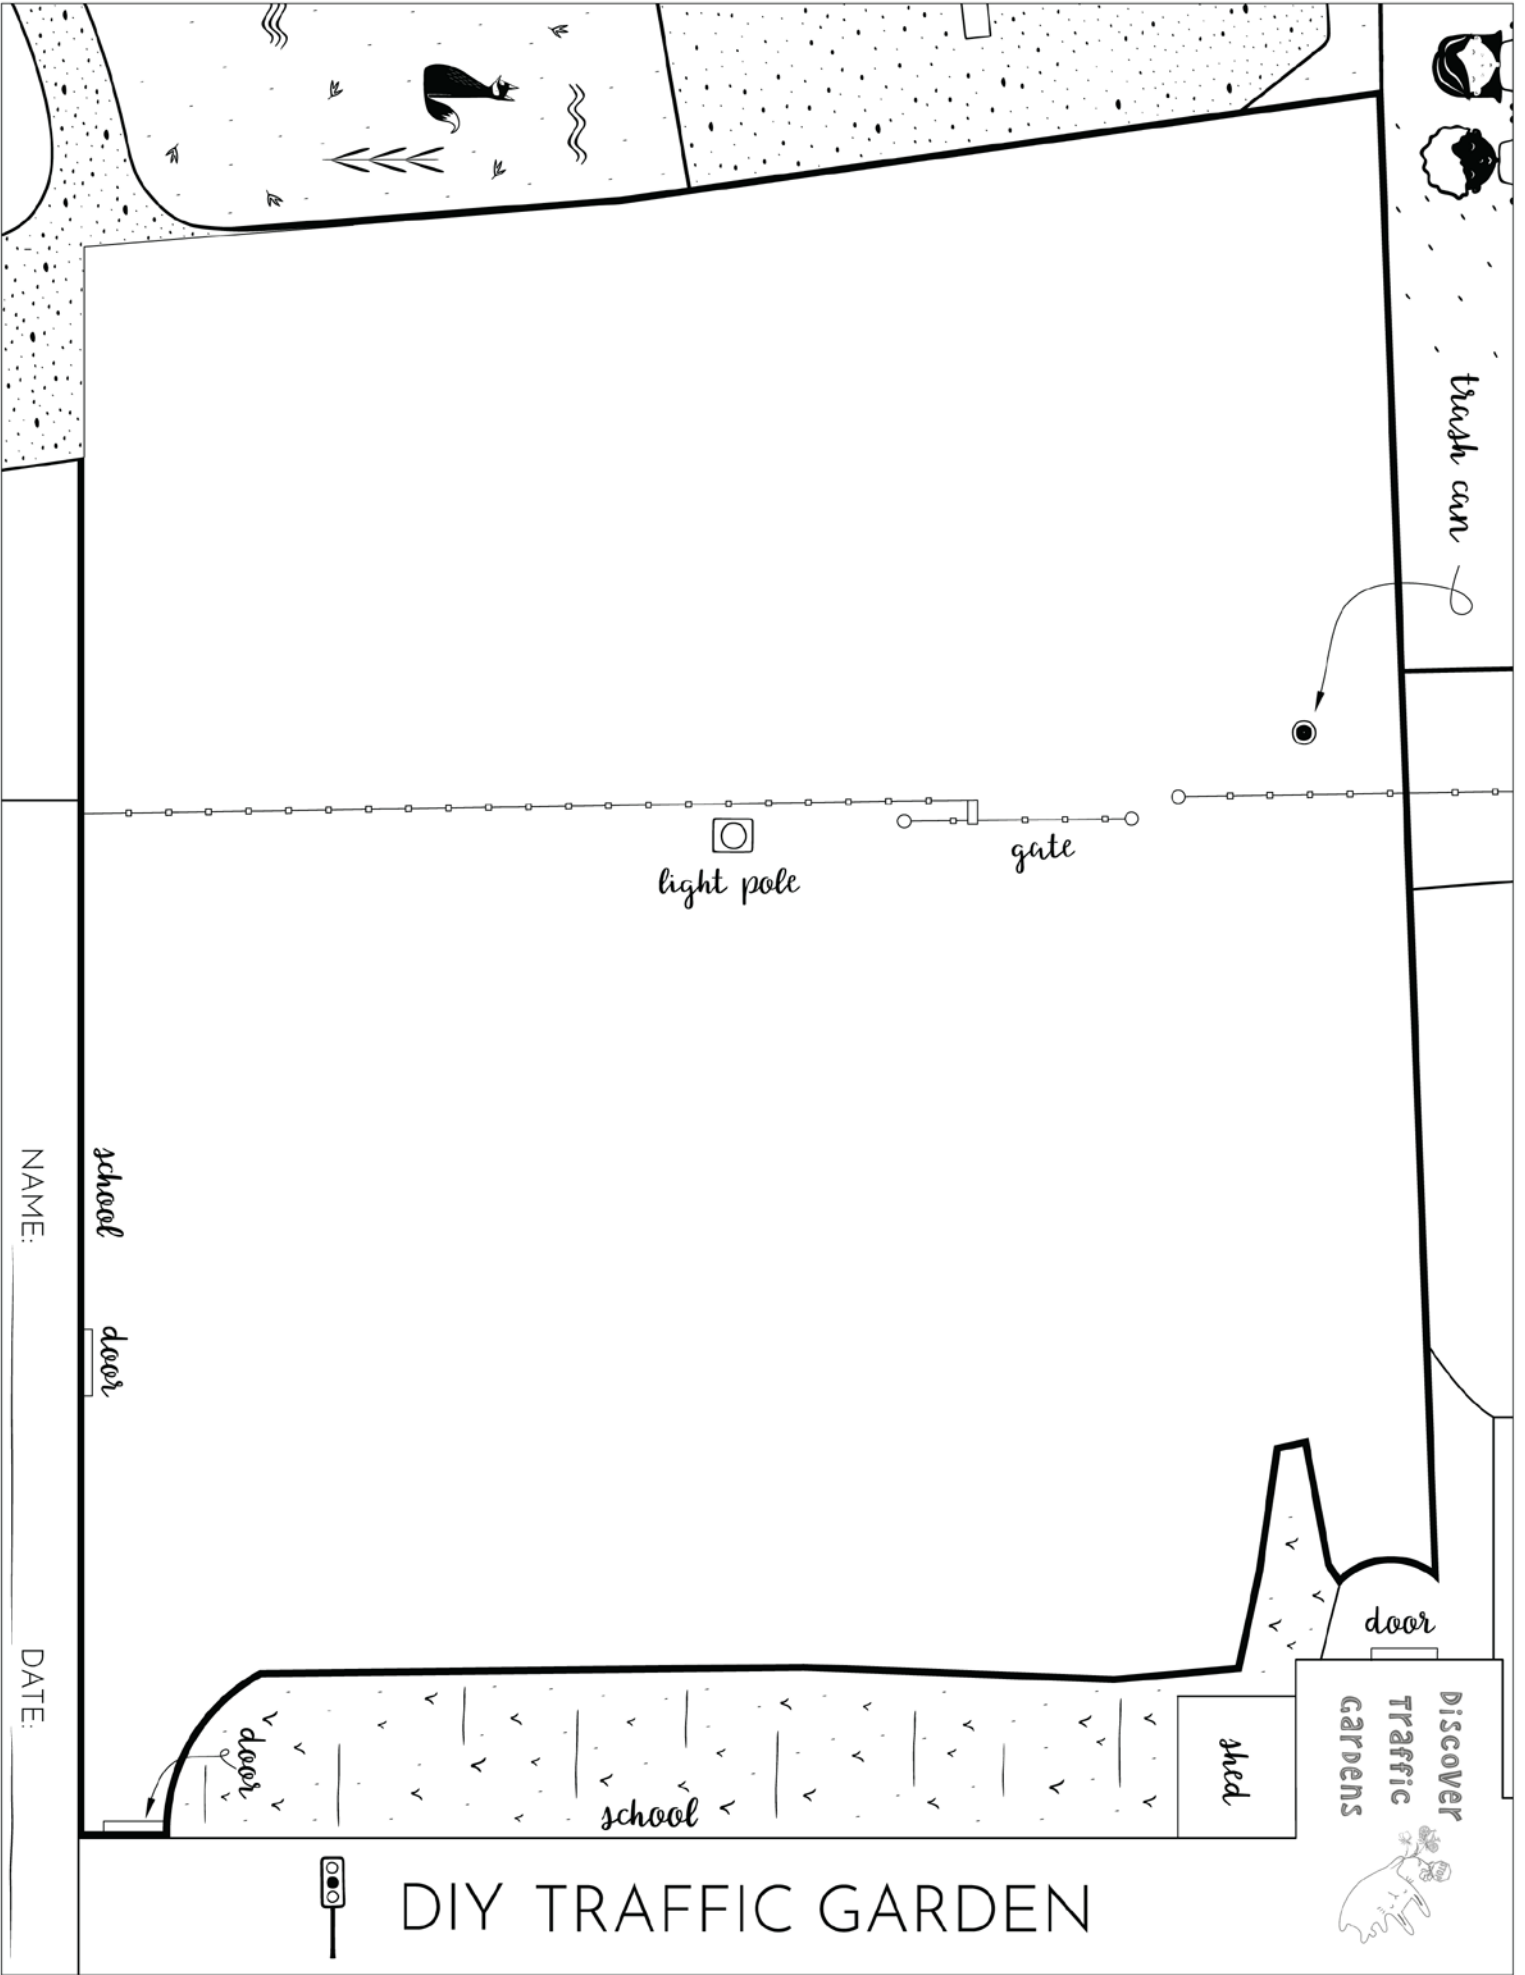 trash can
light pole
gate
school
door
door
door
school
shed
Discover
Traffic
Gardens
NAME:
DATE:
DIY TRAFFIC GARDEN